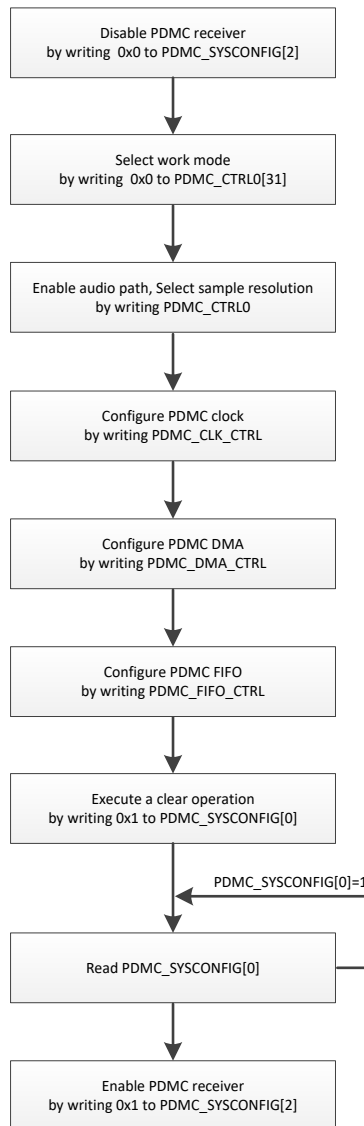 Disable PDMC receiver
by writing 0x0 to PDMC_SYSCONFIG[2]
Select work mode
by writing 0x0 to PDMC_CTRL0[31]
Enable audio path, Select sample resolution
by writing PDMC_CTRL0
Configure PDMC clock
by writing PDMC_CLK_CTRL
Configure PDMC DMA
by writing PDMC_DMA_CTRL
Configure PDMC FIFO
by writing PDMC_FIFO_CTRL
Execute a clear operation
by writing 0x1 to PDMC_SYSCONFIG[0]
PDMC_SYSCONFIG[0]=1
Read PDMC_SYSCONFIG[0]
Enable PDMC receiver
by writing 0x1 to PDMC_SYSCONFIG[2]